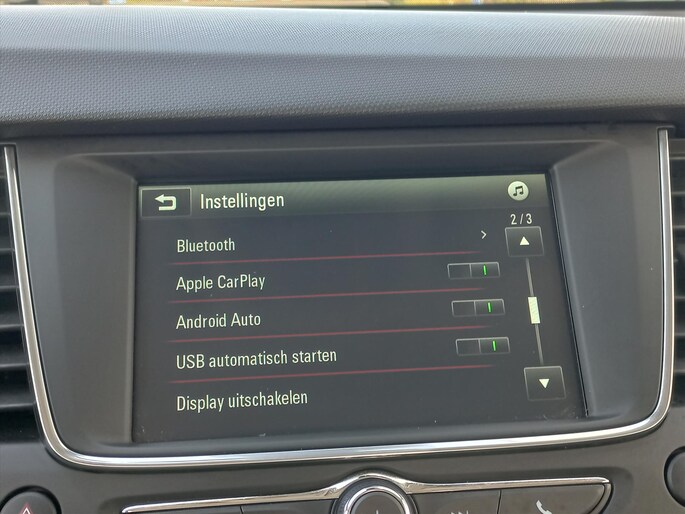 Instellingen
2/3
Bluetooth
Apple CarPlay
Android Auto
USB automatisch starten
Display uitschakelen